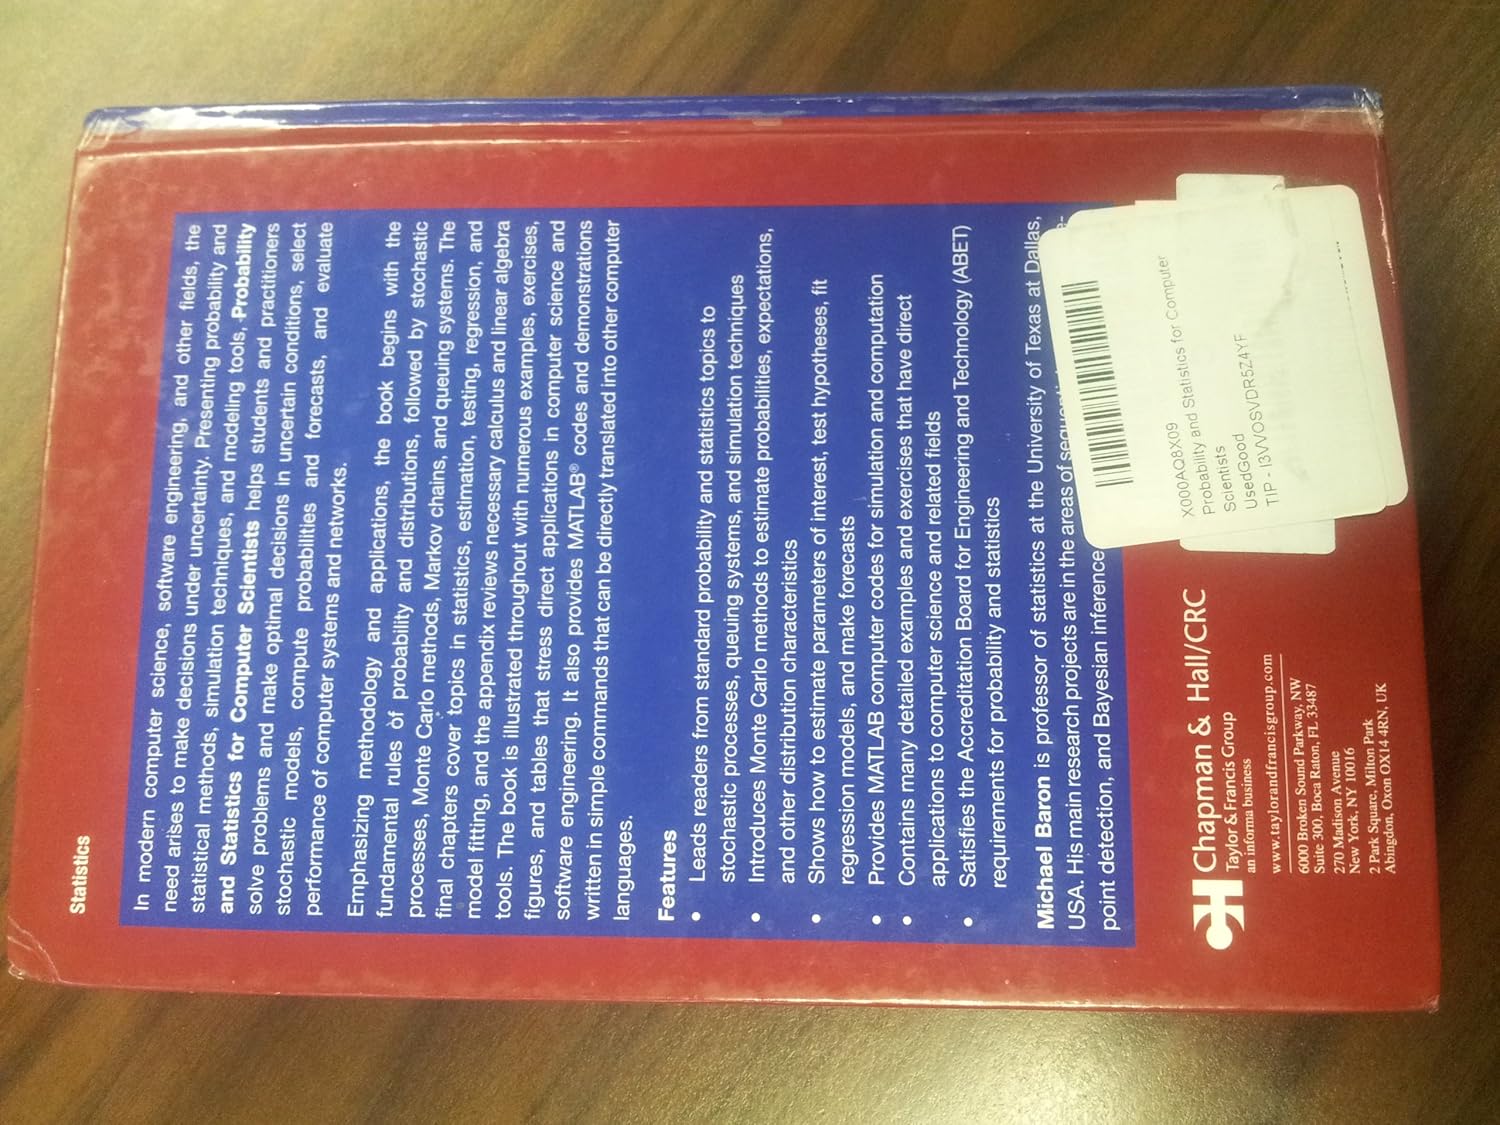 Statistics
In modern computer science, software engineering, and other fields, the
need arises to make decisions under uncertainty. Presenting probability and
statistical methods, simulation techniques, and modeling tools, Probability
and Statistics for Computer Scientists helps students and practitioners
solve problems and make optimal decisions in uncertain conditions, select
stochastic models, compute probabilities and forecasts, and evaluate
performance of computer systems and networks.
Emphasizing methodology and applications, the book begins with the
fundamental rules of probability and distributions, followed by stochastic
processes, Monte Carlo methods, Markov chains, and queuing systems. The
final chapters cover topics in statistics, estimation, testing, regression, and
model fitting, and the appendix reviews necessary calculus and linear algebra
tools. The book is illustrated throughout with numerous examples, exercises,
figures, and tables that stress direct applications in computer science and
software engineering. It also provides MATLAB® codes and demonstrations
written in simple commands that can be directly translated into other computer
languages.
Features
• Leads readers from standard probability and statistics topics to
stochastic processes, queuing systems, and simulation techniques
• Introduces Monte Carlo methods to estimate probabilities, expectations,
and other distribution characteristics
• Shows how to estimate parameters of interest, test hypotheses, fit
regression models, and make forecasts
• Provides MATLAB computer codes for simulation and computation
• Contains many detailed examples and exercises that have direct
applications to computer science and related fields
• Satisfies the Accreditation Board for Engineering and Technology (ABET)
requirements for probability and statistics
Michael Baron is professor of statistics at the University of Texas at Dallas,
USA. His main research projects are in the areas of
point detection, and Bayesian inference
X000AQ8X09
Probability and Statistics for Computer
Scientists
UsedGood
TIP - I3VVOSVDR5Z4YF
Chapman & Hall/CRC
Taylor & Francis Group
an informa business
www.taylorandfrancisgroup.com
6000 Broken Sound Parkway, NW
Suite 300, Boca Raton, FL 33487
270 Madison Avenue
New York, NY 10016
2 Park Square, Milton Park
Abingdon, Oxon OX14 4RN, UK